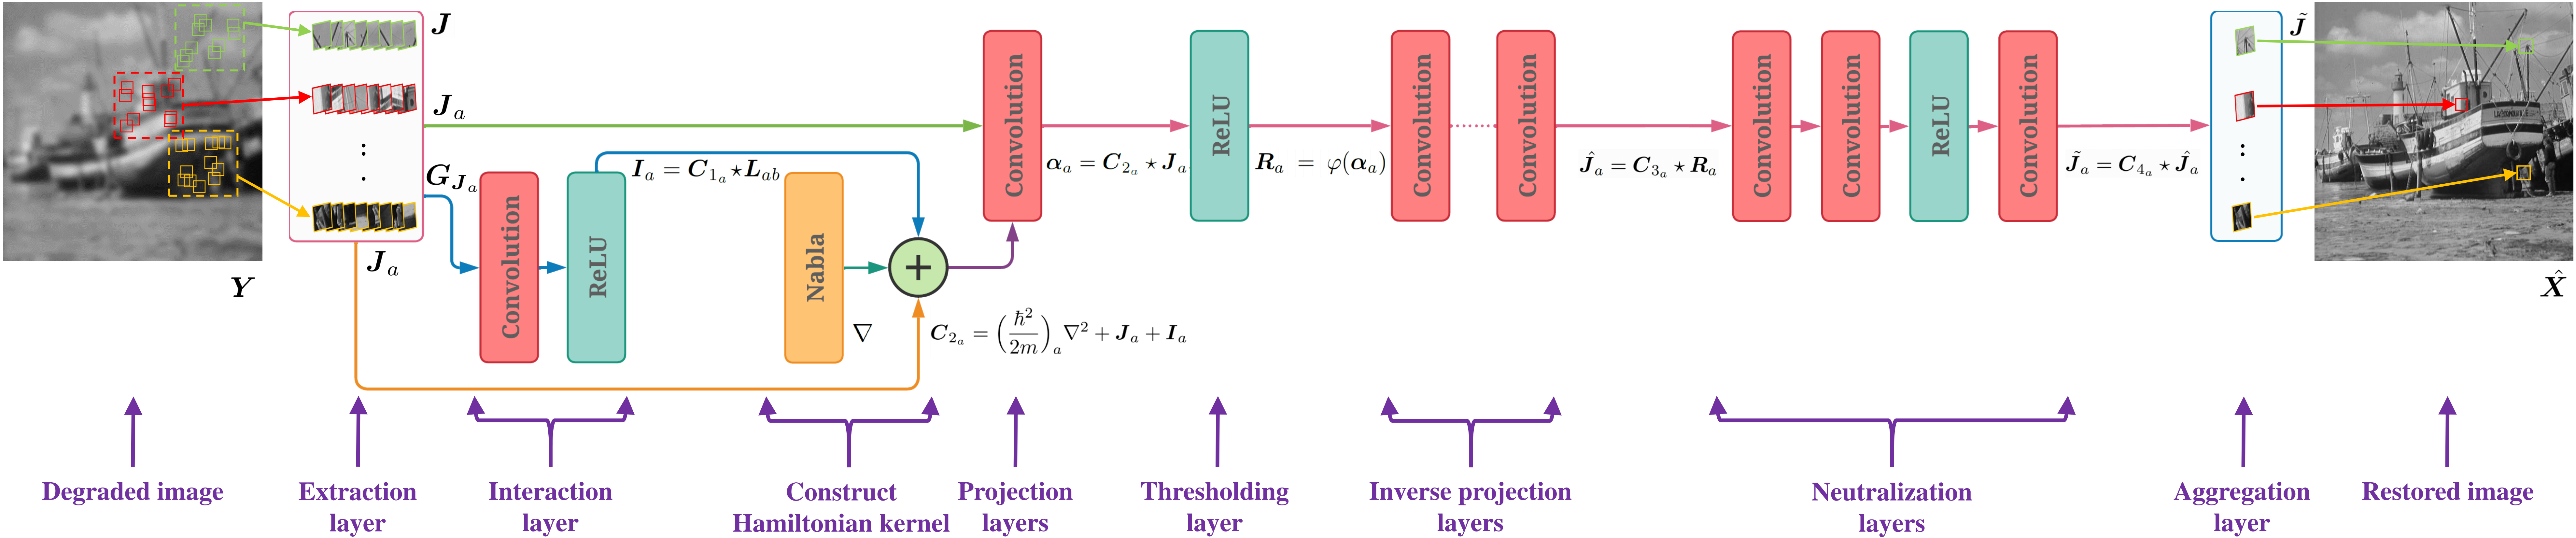 Y
J
J_a
:
.
G_{J_a}
J_a
Convolution
ReLU
I_a = C_{1_a} ⋆ L_{ab}
Nabla
∇
+
C_{2_a} = (ħ²/2m)_a ∇² + J_a + I_a
Convolution
α_a = C_{2_a} ⋆ J_a
ReLU
R_a = φ(α_a)
Convolution
Convolution
Ĵ_a = C_{3_a} ⋆ R_a
Convolution
Convolution
ReLU
Convolution
J̃_a = C_{4_a} ⋆ Ĵ_a
:
.
J̃
X̂
Degraded image
Extraction
layer
Interaction
layer
Construct
Hamiltonian kernel
Projection
layers
Thresholding
layer
Inverse projection
layers
Neutralization
layers
Aggregation
layer
Restored image